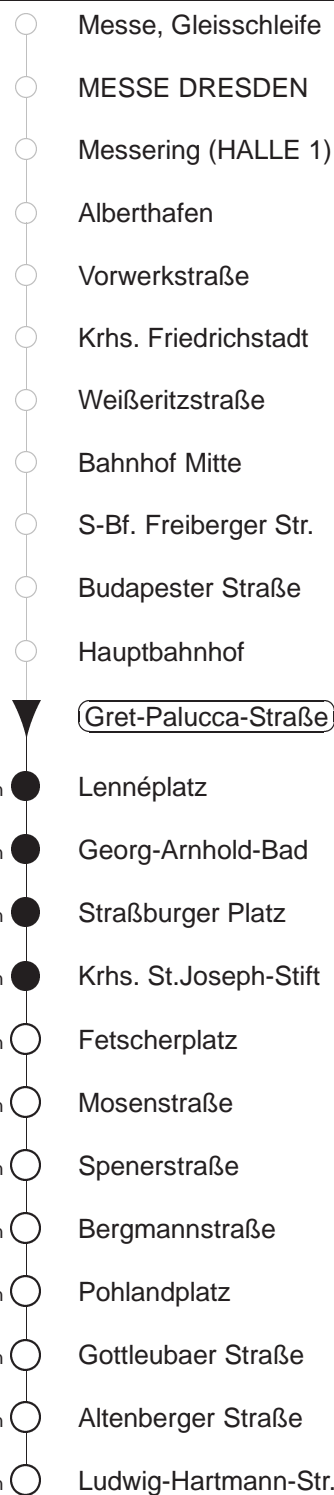 Messe, Gleisschleife
MESSE DRESDEN
Messering (HALLE 1)
Alberthafen
Vorwerkstraße
Krhs. Friedrichstadt
Weißeritzstraße
Bahnhof Mitte
S-Bf. Freiberger Str.
Budapester Straße
Hauptbahnhof
Gret-Palucca-Straße
Lennéplatz
Georg-Arnhold-Bad
Straßburger Platz
Krhs. St.Joseph-Stift
Fetscherplatz
Mosenstraße
Spenerstraße
Bergmannstraße
Pohlandplatz
Gottleubaer Straße
Altenberger Straße
Ludwig-Hartmann-Str.